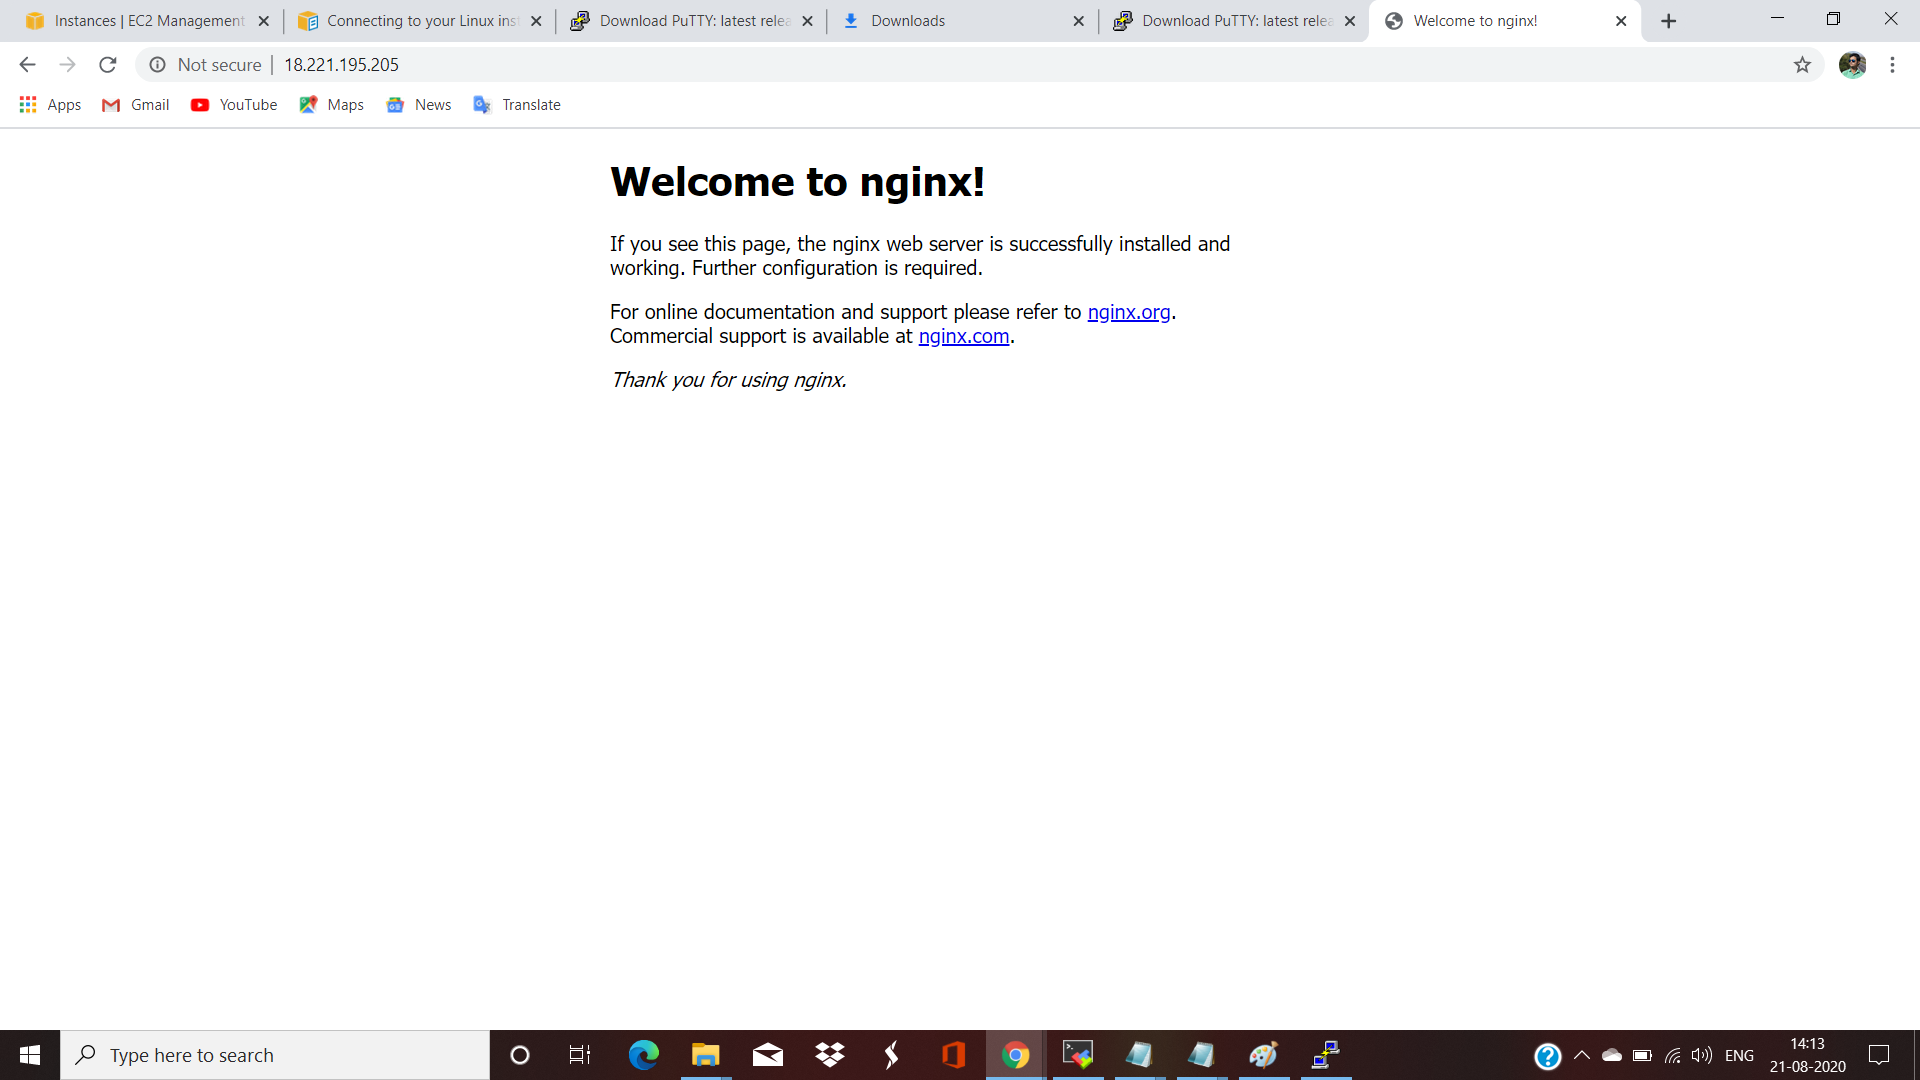 Instances | EC2 Management
Connecting to your Linux inst
Download PuTTY: latest relea
Downloads
Download PuTTY: latest relea
Welcome to nginx!
Not secure
18.221.195.205
Apps
Gmail
YouTube
Maps
News
Translate
Welcome to nginx!
If you see this page, the nginx web server is successfully installed and
working. Further configuration is required.
For online documentation and support please refer to nginx.org.
Commercial support is available at nginx.com.
Thank you for using nginx.
Type here to search
ENG
14:13
21-08-2020